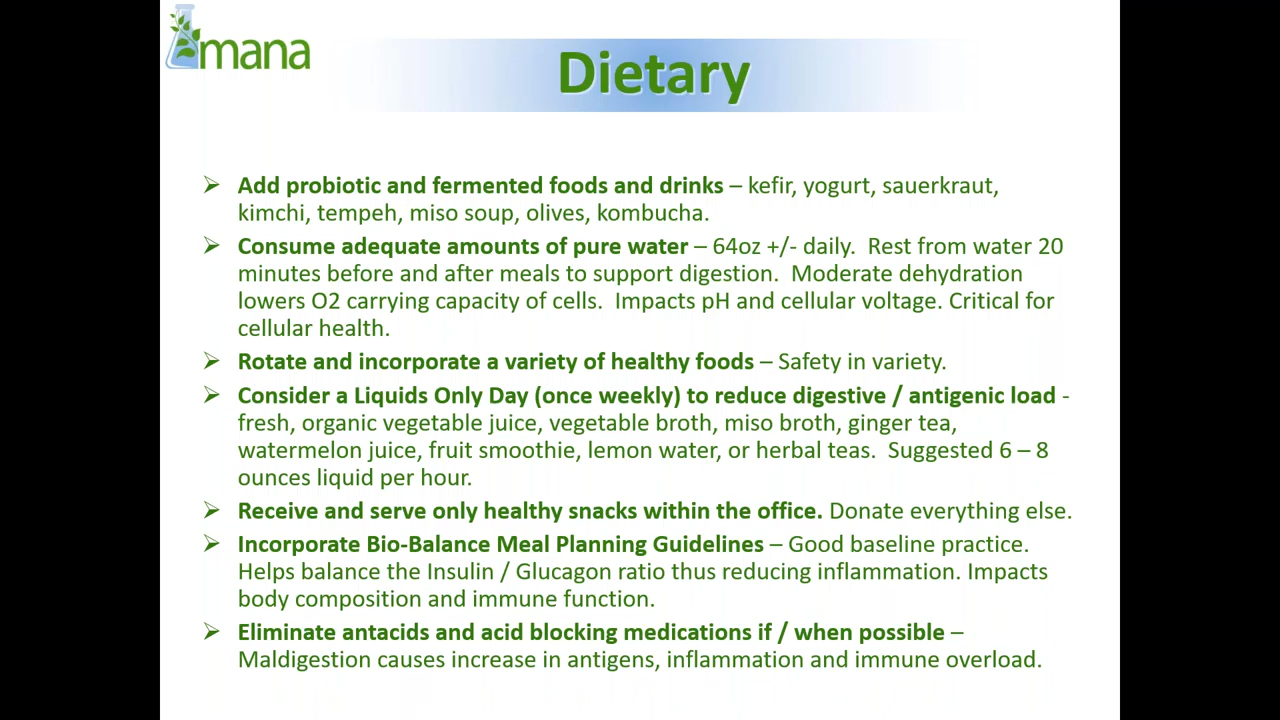 mana
Dietary
➢ Add probiotic and fermented foods and drinks – kefir, yogurt, sauerkraut,
kimchi, tempeh, miso soup, olives, kombucha.
➢ Consume adequate amounts of pure water – 64oz +/- daily.  Rest from water 20
minutes before and after meals to support digestion.  Moderate dehydration
lowers O2 carrying capacity of cells.  Impacts pH and cellular voltage. Critical for
cellular health.
➢ Rotate and incorporate a variety of healthy foods – Safety in variety.
➢ Consider a Liquids Only Day (once weekly) to reduce digestive / antigenic load -
fresh, organic vegetable juice, vegetable broth, miso broth, ginger tea,
watermelon juice, fruit smoothie, lemon water, or herbal teas.  Suggested 6 – 8
ounces liquid per hour.
➢ Receive and serve only healthy snacks within the office. Donate everything else.
➢ Incorporate Bio-Balance Meal Planning Guidelines – Good baseline practice.
Helps balance the Insulin / Glucagon ratio thus reducing inflammation. Impacts
body composition and immune function.
➢ Eliminate antacids and acid blocking medications if / when possible –
Maldigestion causes increase in antigens, inflammation and immune overload.